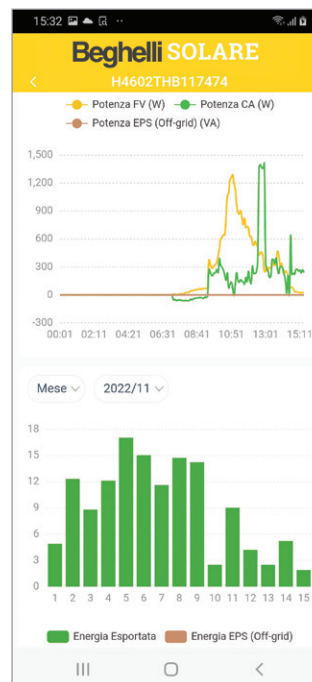 15:32
Beghelli SOLARE
H4602THB117474
Potenza FV (W) Potenza CA (W)
Potenza EPS (Off-grid) (VA)
1,500
1,200
900
600
300
0
-300
00:01 02:11 04:21 06:31 08:41 10:51 13:01 15:11
Mese 2022/11
18
15
12
9
6
3
0
1 2 3 4 5 6 7 8 9 10 11 12 13 14 15
Energia Esportata Energia EPS (Off-grid)